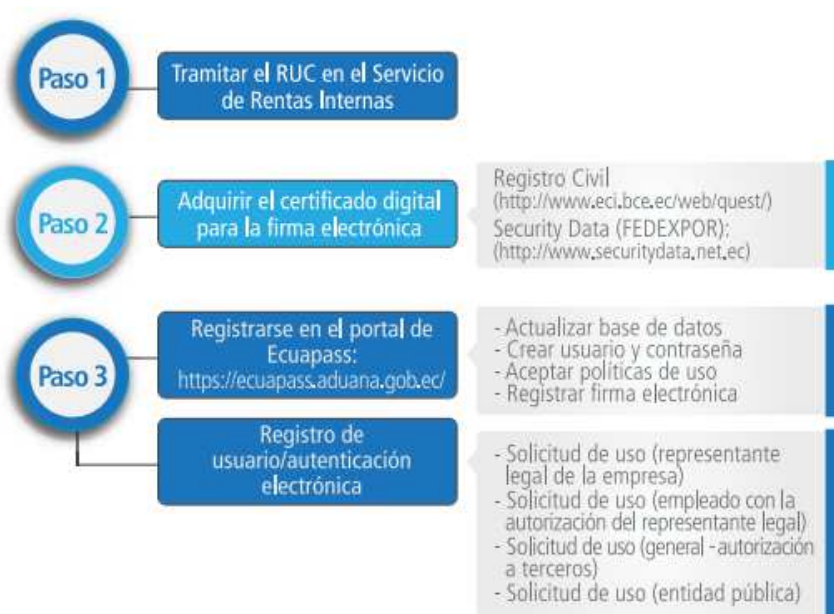 Paso 1
Tramitar el RUC en el Servicio
de Rentas Internas
Paso 2
Adquirir el certificado digital
para la firma electrónica
Registro Civil
(http://www.eci.bce.ec/web/quest/)
Security Data (FEDEXPOR):
(http://www.securitydata.net.ec)
Paso 3
Registrarse en el portal de
Ecuapass:
https://ecuapass.aduana.gob.ec/
- Actualizar base de datos
- Crear usuario y contraseña
- Aceptar políticas de uso
- Registrar firma electrónica
Registro de
usuario/autenticación
electrónica
- Solicitud de uso (representante
legal de la empresa)
- Solicitud de uso (empleado con la
autorización del representante legal)
- Solicitud de uso (general -autorización
a terceros)
- Solicitud de uso (entidad pública)